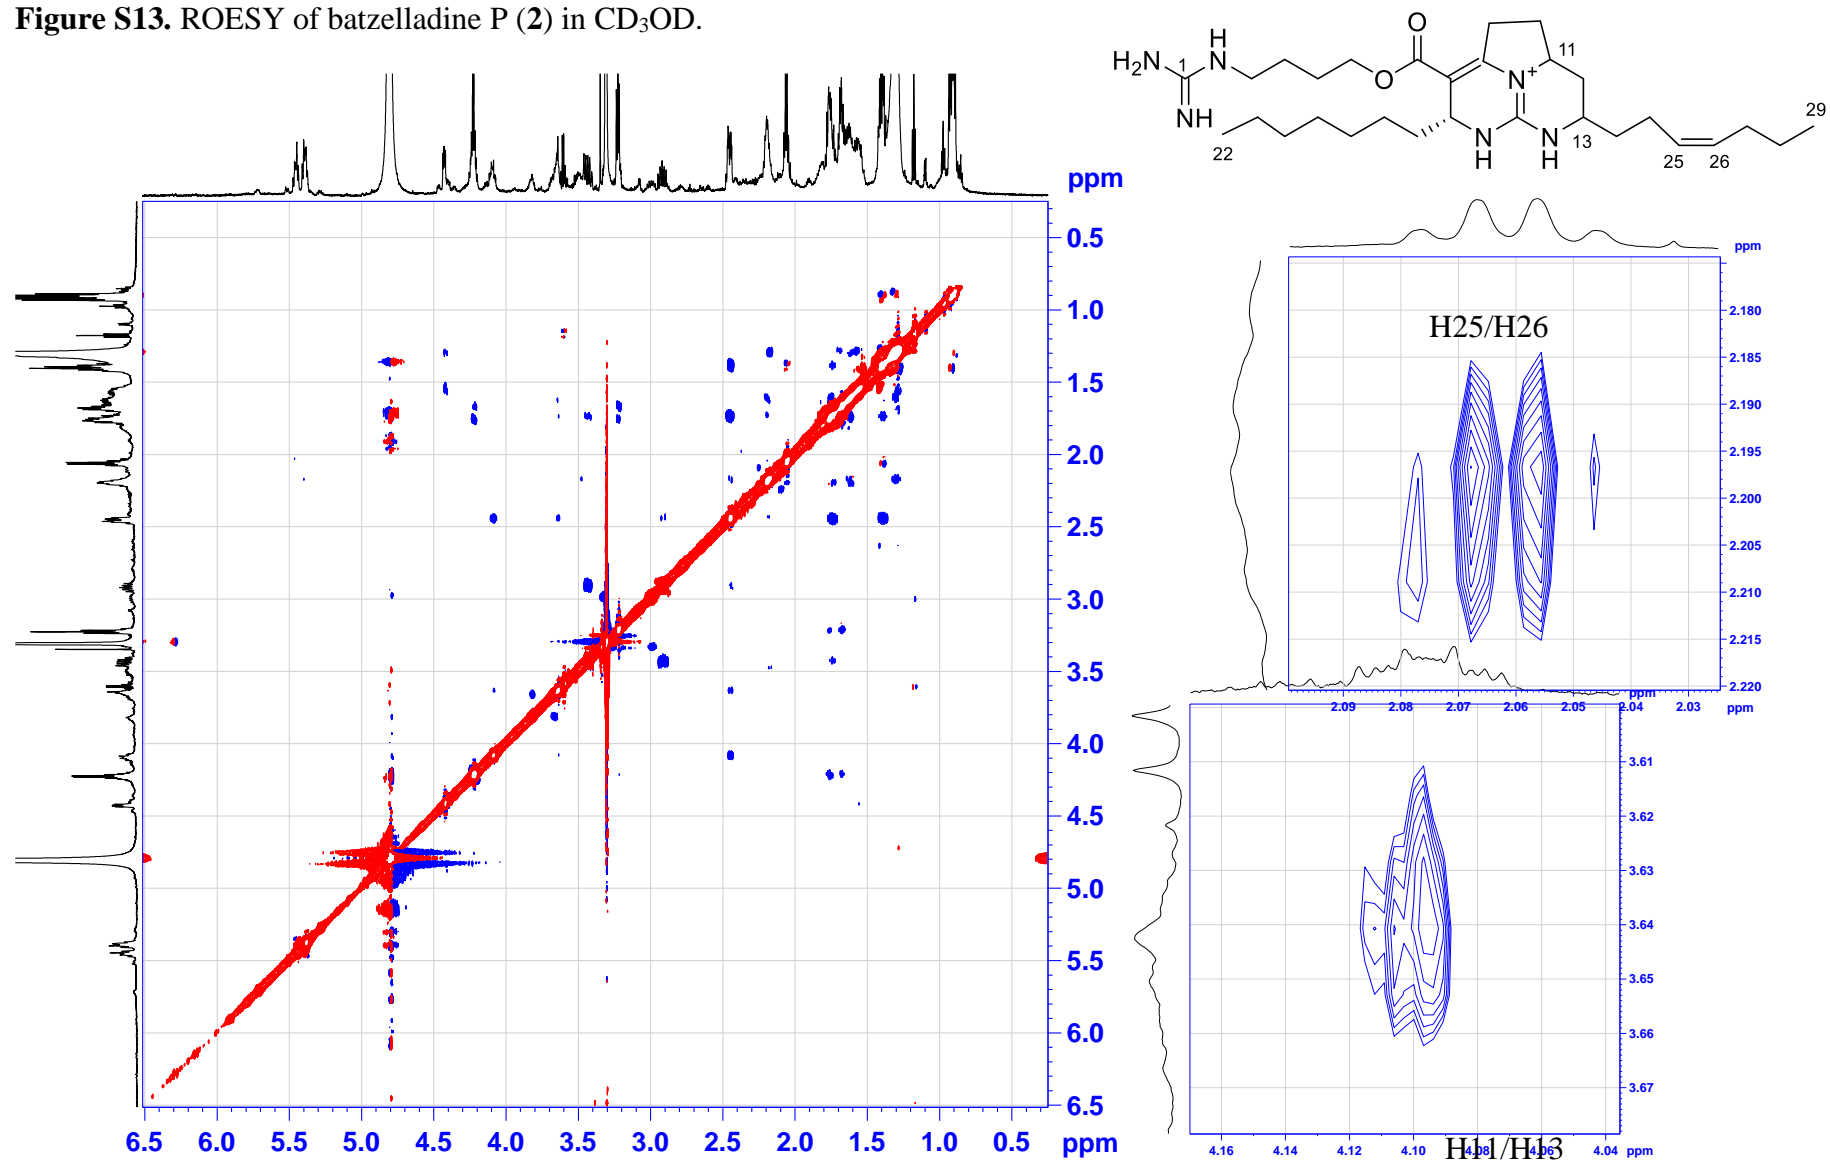 Figure S13. ROESY of batzelladine P (2) in CD3OD.
O
H
H2N
1
N
O
NH
N+
11
N
H
N
H
13
22
25
26
29
ppm
0.5
1.0
1.5
2.0
2.5
3.0
3.5
4.0
4.5
5.0
5.5
6.0
6.5
6.5 6.0 5.5 5.0 4.5 4.0 3.5 3.0 2.5 2.0 1.5 1.0 0.5 ppm
ppm
H25/H26
2.180
2.185
2.190
2.195
2.200
2.205
2.210
2.215
2.220
2.09 2.08 2.07 2.06 2.05 2.04 2.03 ppm
ppm
3.61
3.62
3.63
3.64
3.65
3.66
3.67
4.16 4.14 4.12 4.10 4.08 4.06 4.04 ppm
H11/H13